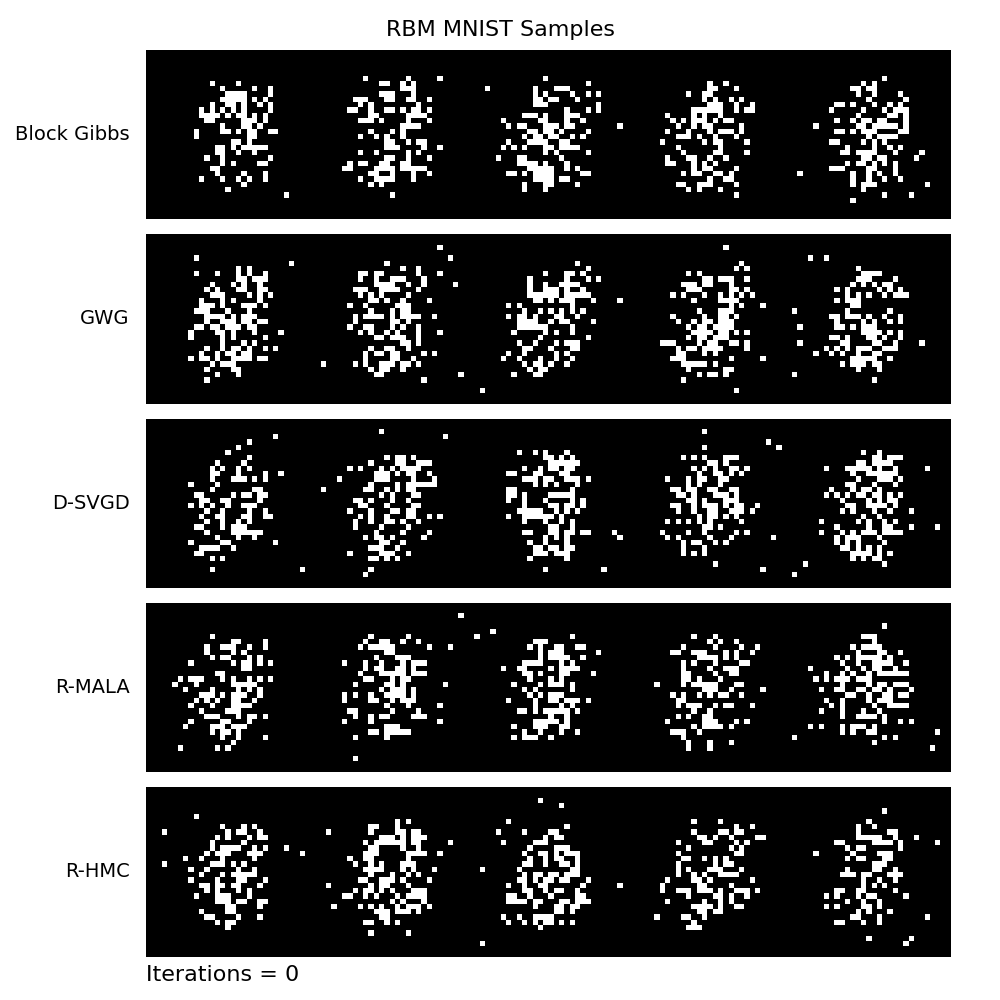 RBM MNIST Samples
Block Gibbs
GWG
D-SVGD
R-MALA
R-HMC
Iterations = 0